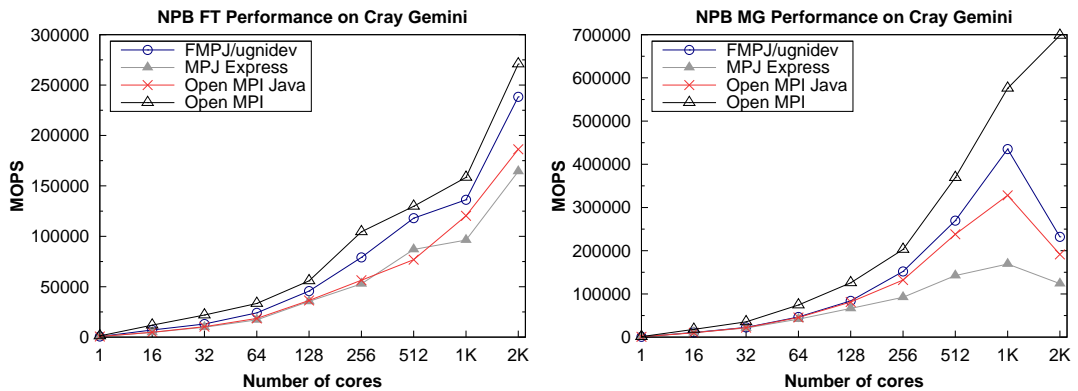 NPB FT Performance on Cray Gemini
300000
250000
200000
150000
100000
50000
0
MOPS
FMPJ/ugnidev
MPJ Express
Open MPI Java
Open MPI
1 16 32 64 128 256 512 1K 2K
Number of cores
NPB MG Performance on Cray Gemini
700000
600000
500000
400000
300000
200000
100000
0
MOPS
FMPJ/ugnidev
MPJ Express
Open MPI Java
Open MPI
1 16 32 64 128 256 512 1K 2K
Number of cores